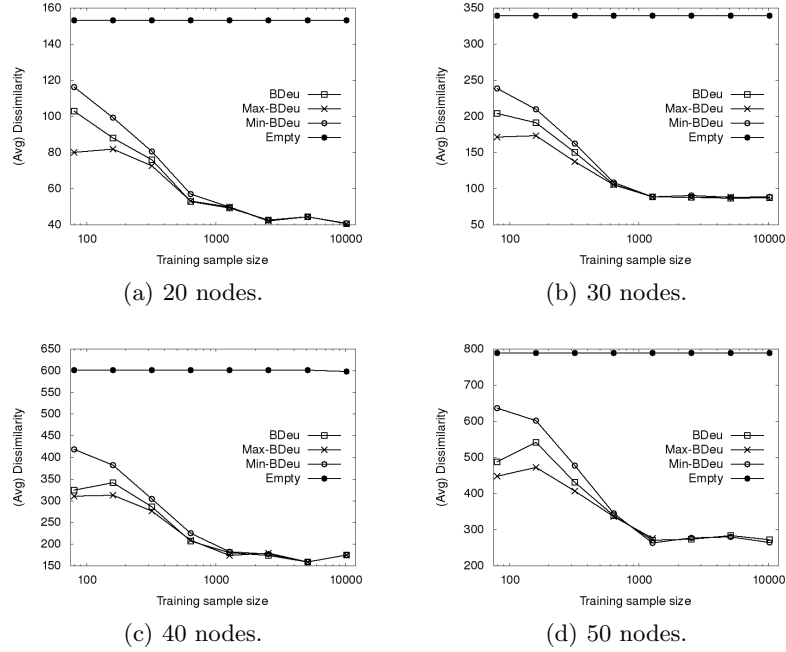 160
140
120
100
80
60
40
(Avg) Dissimilarity
BDeu
Max-BDeu
Min-BDeu
Empty
100 1000 10000
Training sample size
(a) 20 nodes.
350
300
250
200
150
100
50
(Avg) Dissimilarity
BDeu
Max-BDeu
Min-BDeu
Empty
100 1000 10000
Training sample size
(b) 30 nodes.
650
600
550
500
450
400
350
300
250
200
150
(Avg) Dissimilarity
BDeu
Max-BDeu
Min-BDeu
Empty
100 1000 10000
Training sample size
(c) 40 nodes.
800
700
600
500
400
300
200
(Avg) Dissimilarity
BDeu
Max-BDeu
Min-BDeu
Empty
100 1000 10000
Training sample size
(d) 50 nodes.